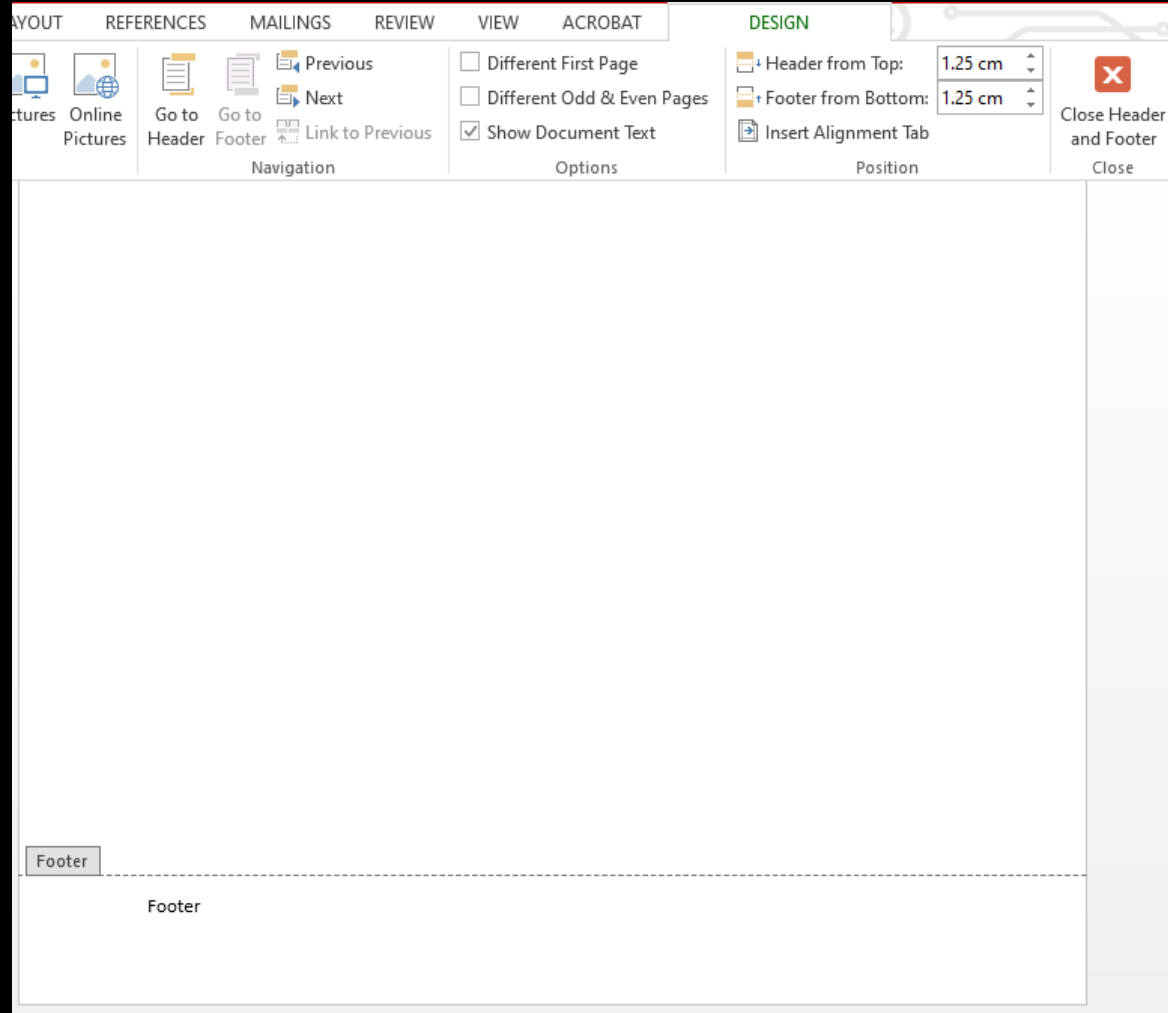 AYOUT REFERENCES MAILINGS REVIEW VIEW ACROBAT DESIGN
ctures Online Pictures
Go to Header
Go to Footer
Previous
Next
Link to Previous
Navigation
Different First Page
Different Odd & Even Pages
Show Document Text
Options
Header from Top: 1.25 cm
Footer from Bottom: 1.25 cm
Insert Alignment Tab
Position
Close Header
and Footer
Close
Footer
Footer